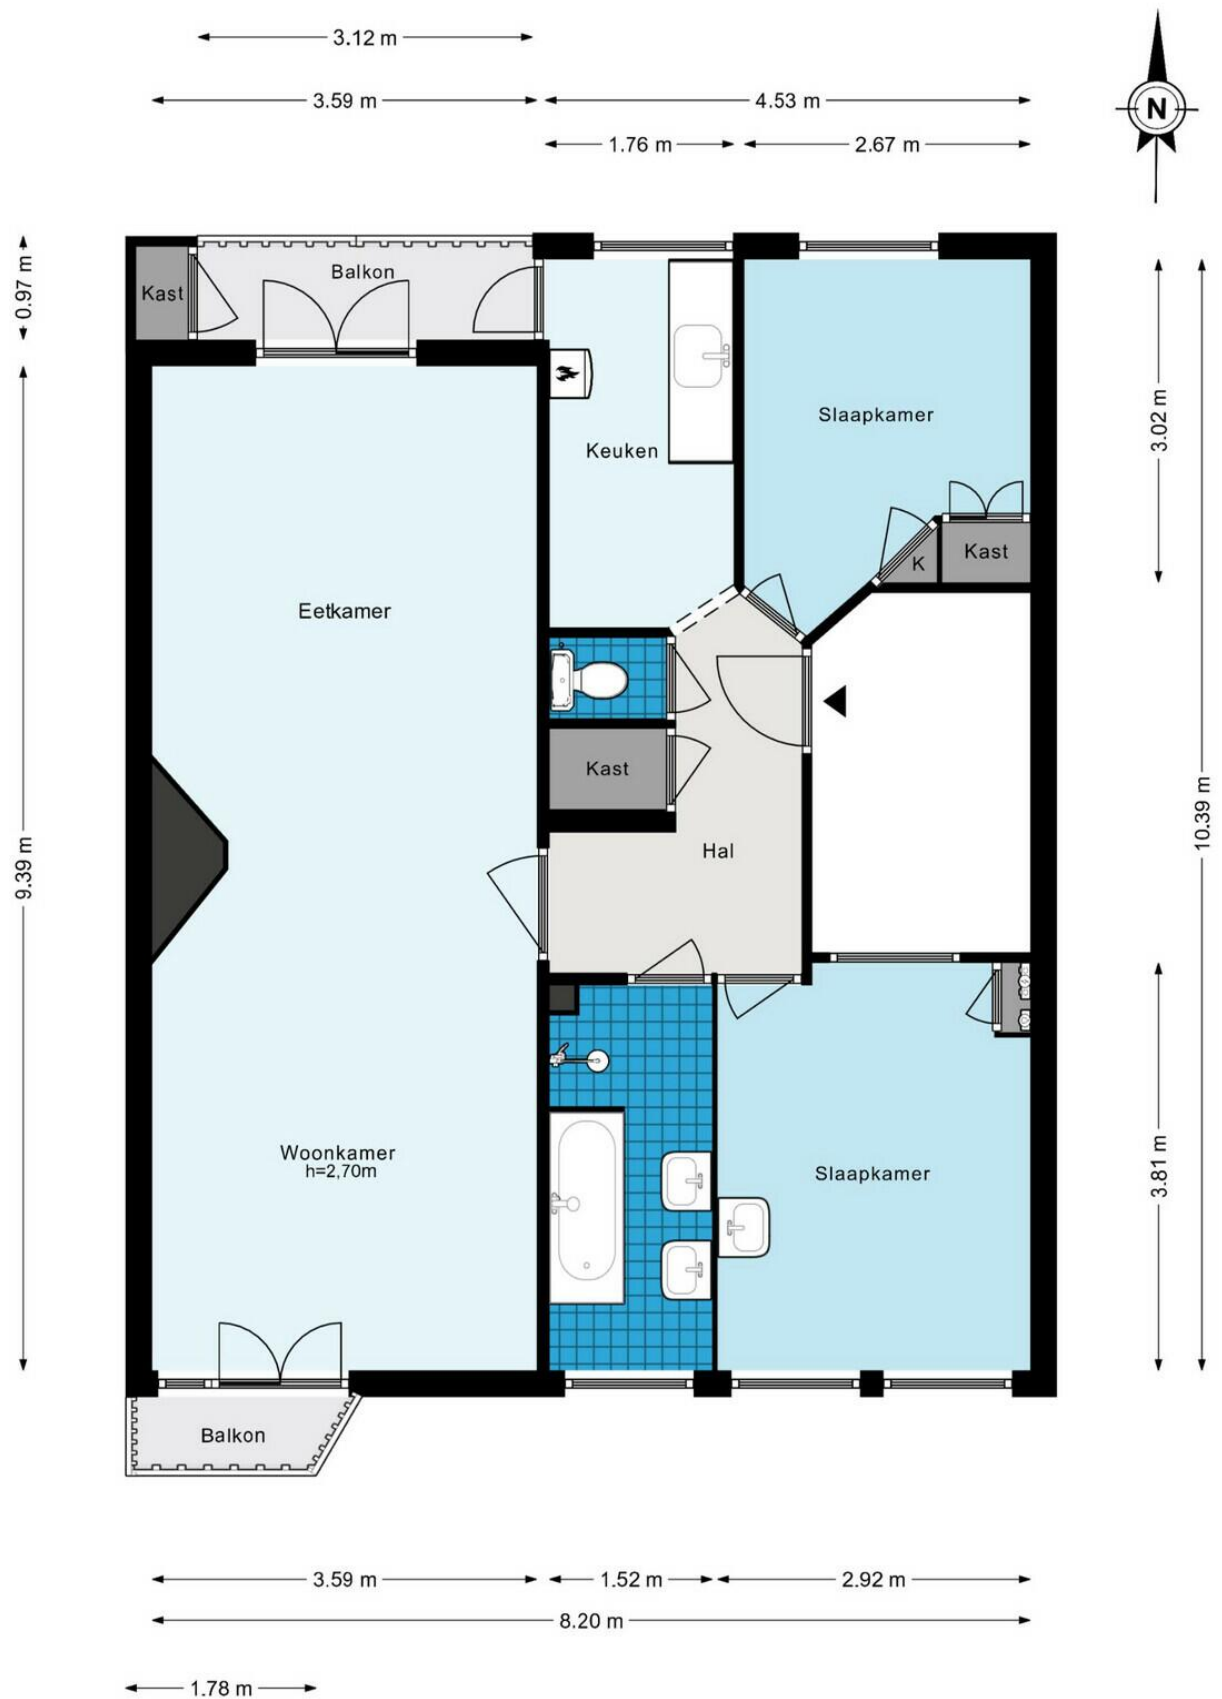 3.12 m
3.59 m
4.53 m
1.76 m
2.67 m
N
0.97 m
Balkon
Kast
3.02 m
Slaapkamer
Keuken
Kast
K
Eetkamer
Kast
10.39 m
9.39 m
Hal
Woonkamer
h=2,70m
Slaapkamer
3.81 m
Balkon
3.59 m
1.52 m
2.92 m
8.20 m
1.78 m